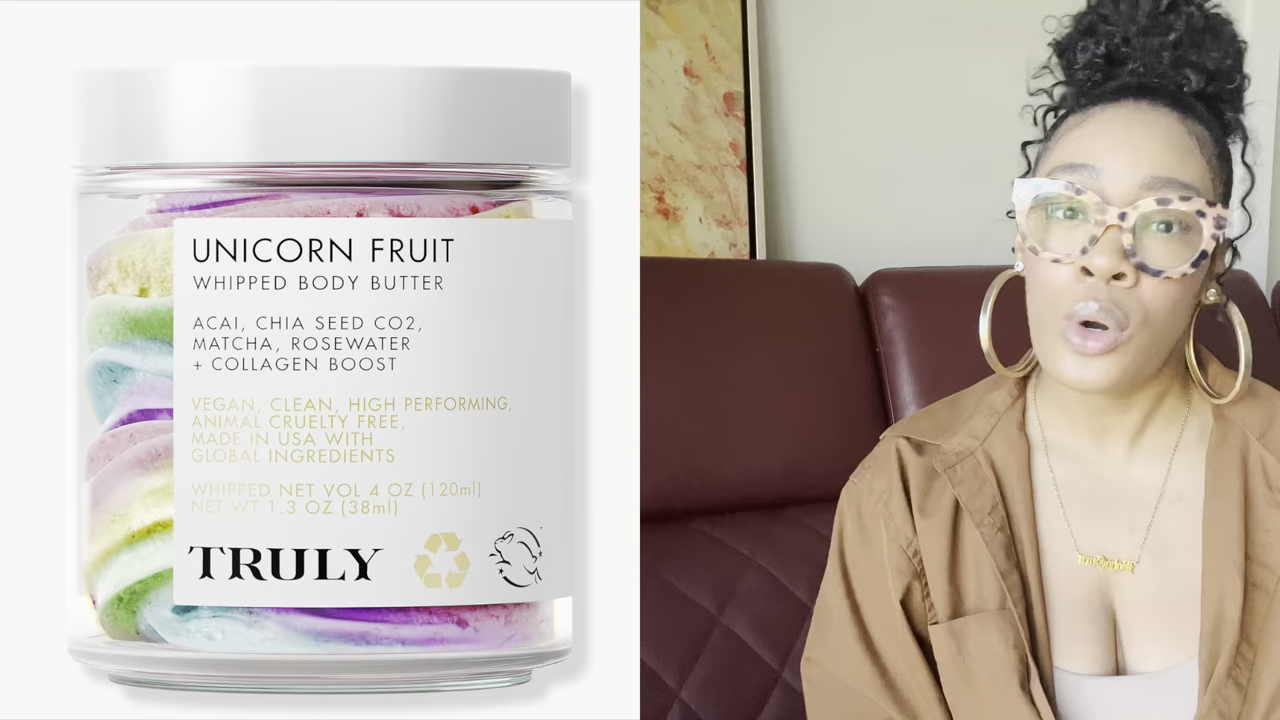 UNICORN FRUIT
WHIPPED BODY BUTTER
ACAI, CHIA SEED CO2,
MATCHA, ROSEWATER
+ COLLAGEN BOOST
VEGAN, CLEAN, HIGH PERFORMING,
ANIMAL CRUELTY FREE,
MADE IN USA WITH
GLOBAL INGREDIENTS
WHIPPED NET VOL 4 OZ (120ml)
NET WT 1.3 OZ (38ml)
TRULY